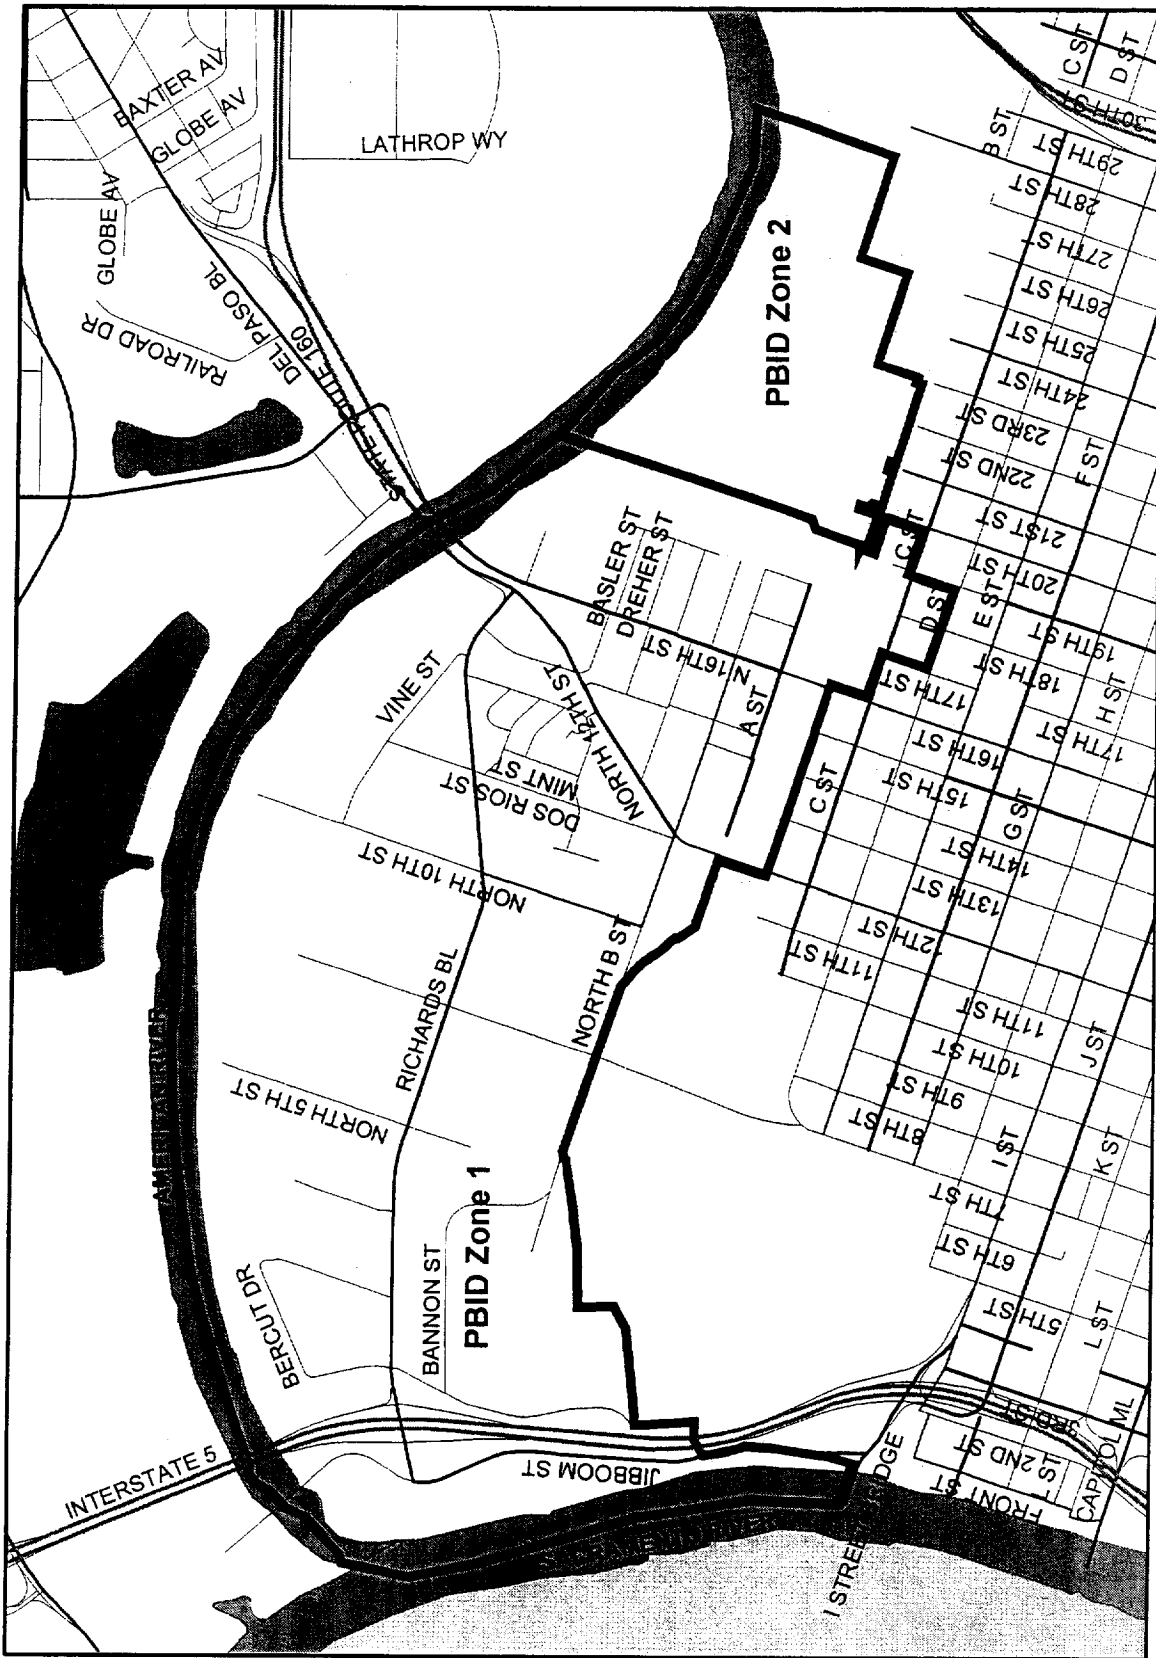 BAXTER AV
GLOBE AV
GLOBE AV
LATHROP WY
RAILROAD DR
DEL PASO BL
STATE ROUTE 160
C ST
D ST
30TH ST
B ST
29TH ST
28TH ST
27TH ST
26TH ST
25TH ST
24TH ST
23RD ST
22ND ST
21ST ST
20TH ST
19TH ST
18TH ST
17TH ST
F ST
H ST
PBID Zone 2
C ST
D ST
E ST
BASLER ST
DREHER ST
N 16TH ST
NORTH 12TH ST
VINE ST
MINT ST
DOS RIOS ST
NORTH 10TH ST
A ST
17TH ST
16TH ST
15TH ST
14TH ST
13TH ST
12TH ST
11TH ST
C ST
G ST
AMERICAN RIVER
RICHARDS BL
NORTH B ST
NORTH 5TH ST
11TH ST
10TH ST
9TH ST
8TH ST
7TH ST
6TH ST
5TH ST
I ST
J ST
K ST
L ST
BERCUT DR
BANNON ST
PBID Zone 1
INTERSTATE 5
JIBBOOM ST
SACRAMENTO RIVER
I STREET BRIDGE
3RD ST
2ND ST
FRONT ST
CAPITOL ML